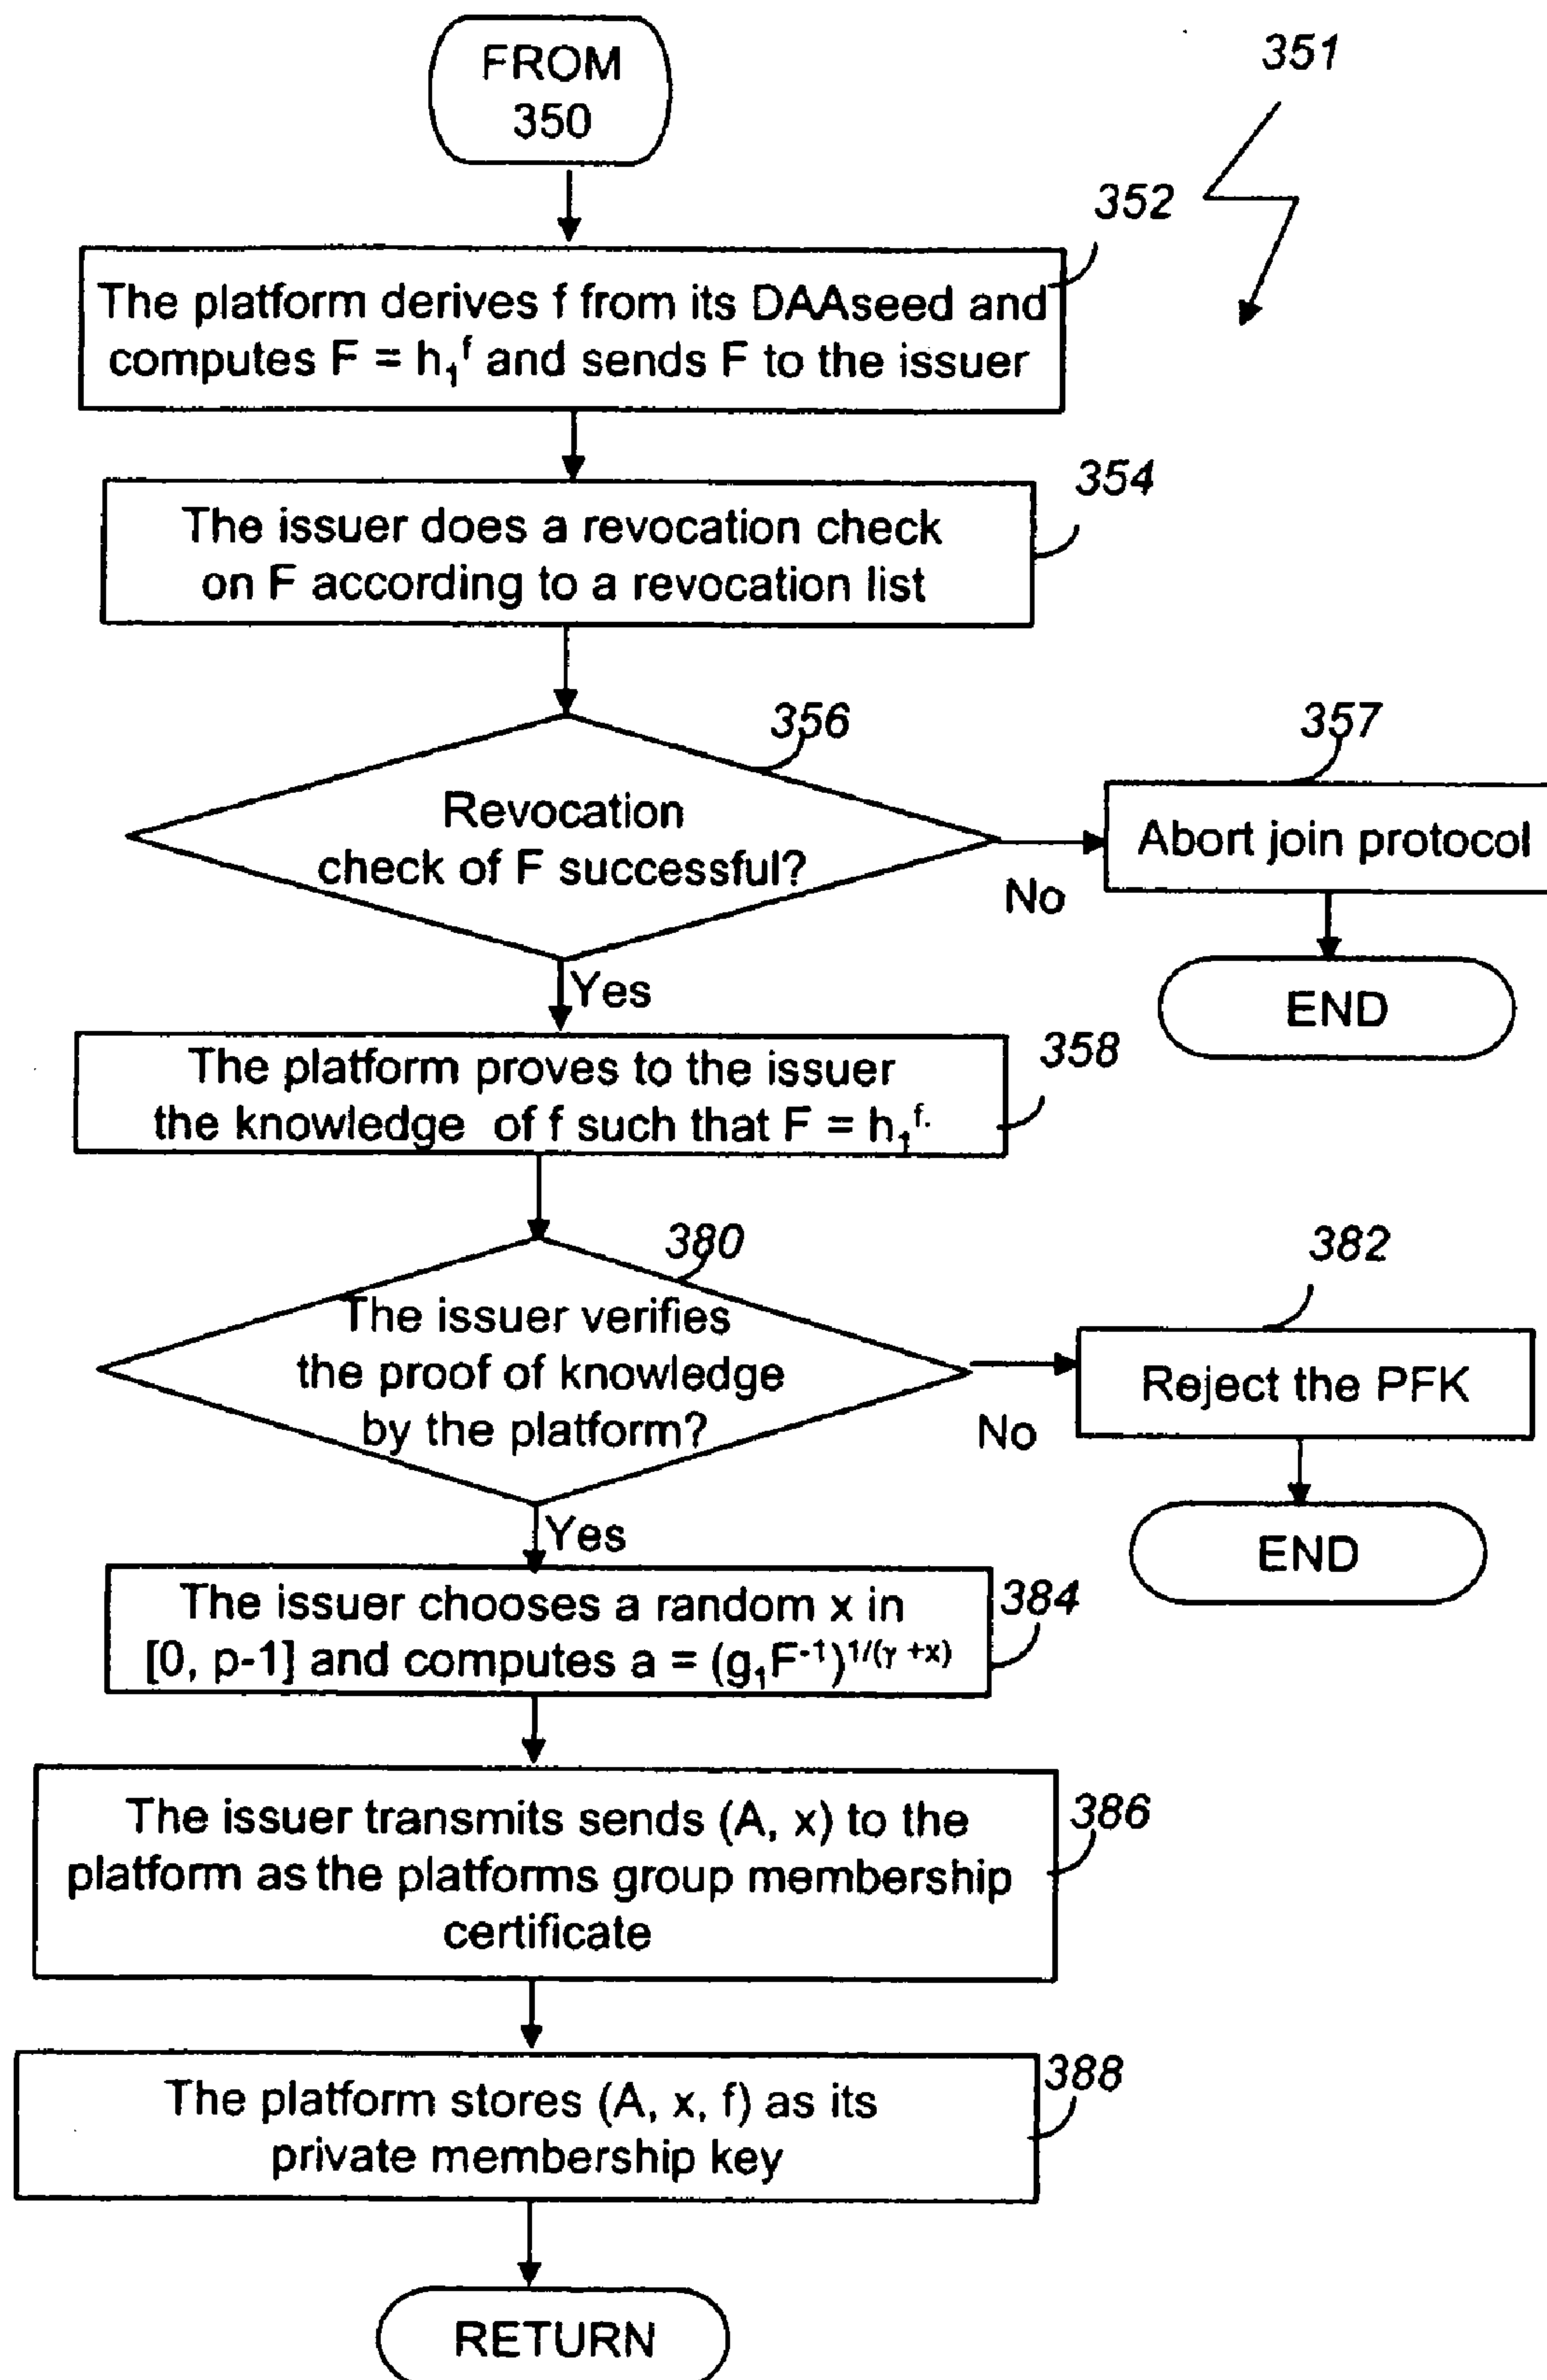 FROM
350
351
352
The platform derives f from its DAAseed and
computes F = h₁ᶠ and sends F to the issuer
354
The issuer does a revocation check
on F according to a revocation list
356
357
Revocation
check of F successful?
Abort join protocol
No
Yes
END
358
The platform proves to the issuer
the knowledge of f such that F = h₁ᶠ·
380
382
The issuer verifies
the proof of knowledge
by the platform?
Reject the PFK
No
Yes
END
384
The issuer chooses a random x in
[0, p-1] and computes a = (g₁F⁻¹)¹/⁽ᵞ ⁺ˣ⁾
386
The issuer transmits sends (A, x) to the
platform as the platforms group membership
certificate
388
The platform stores (A, x, f) as its
private membership key
RETURN